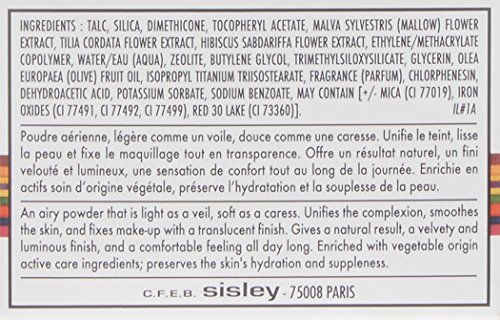 INGREDIENTS : TALC, SILICA, DIMETHICONE, TOCOPHERYL ACETATE, MALVA SYLVESTRIS (MALLOW) FLOWER
EXTRACT, TILIA CORDATA FLOWER EXTRACT, HIBISCUS SABDARIFFA FLOWER EXTRACT, ETHYLENE/METHACRYLATE
COPOLYMER, WATER/EAU (AQUA), ZEOLITE, BUTYLENE GLYCOL, TRIMETHYLSILOXYSILICATE, GLYCERIN, OLEA
EUROPAEA (OLIVE) FRUIT OIL, ISOPROPYL TITANIUM TRIISOSTEARATE, FRAGRANCE (PARFUM), CHLORPHENESIN,
DEHYDROACETIC ACID, POTASSIUM SORBATE, SODIUM BENZOATE, MAY CONTAIN [+/- MICA (CI 77019), IRON
OXIDES (CI 77491, CI 77492, CI 77499), RED 30 LAKE (CI 73360)]. IL#1A
Poudre aérienne, légère comme un voile, douce comme une caresse. Unifie le teint, lisse
la peau et fixe le maquillage tout en transparence. Offre un résultat naturel, un fini
velouté et lumineux, une sensation de confort tout au long de la journée. Enrichie en
actifs soin d'origine végétale, préserve l'hydratation et la souplesse de la peau.
An airy powder that is light as a veil, soft as a caress. Unifies the complexion, smoothes
the skin, and fixes make-up with a translucent finish. Gives a natural result, a velvety and
luminous finish, and a comfortable feeling all day long. Enriched with vegetable origin
active care ingredients; preserves the skin's hydration and suppleness.
C.F.E.B. sisley - 75008 PARIS